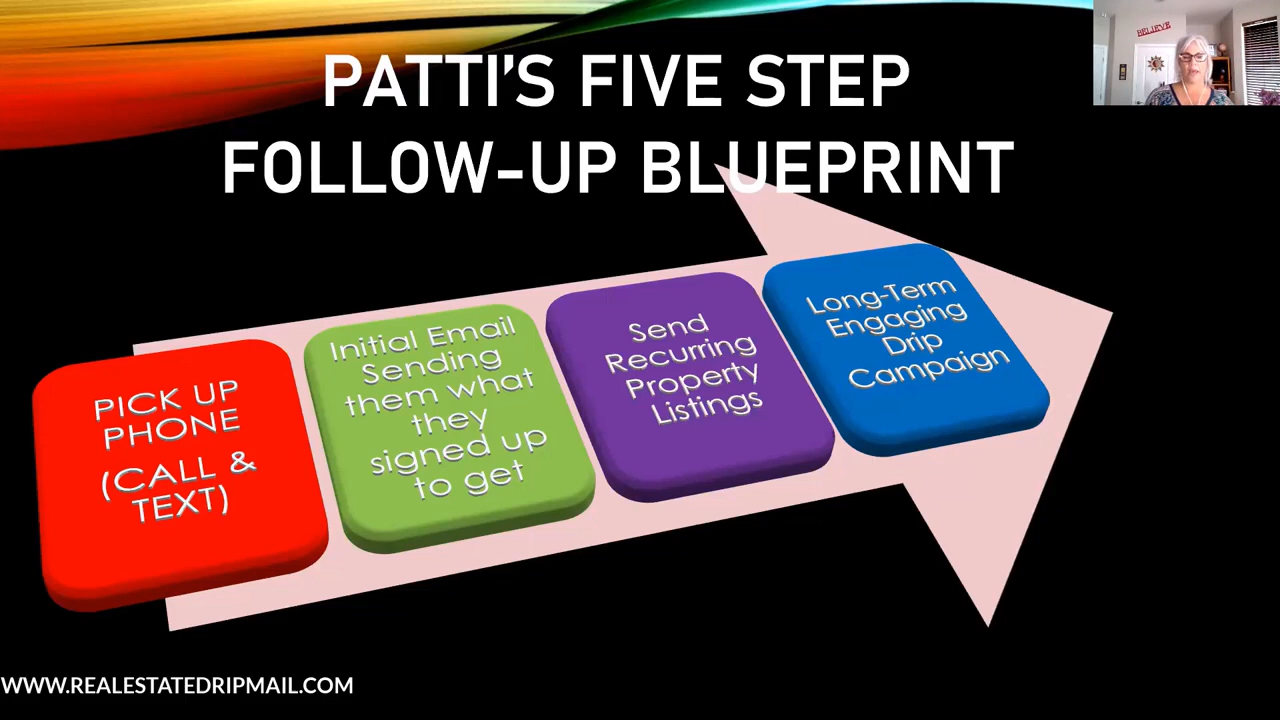 PATTI'S FIVE STEP
FOLLOW-UP BLUEPRINT
BELIEVE
PICK UP
PHONE
(CALL &
TEXT)
Initial Email
Sending
them what
they
signed up
to get
Send
Recurring
Property
Listings
Long-Term
Engaging
Drip
Campaign
WWW.REALESTATEDRIPMAIL.COM